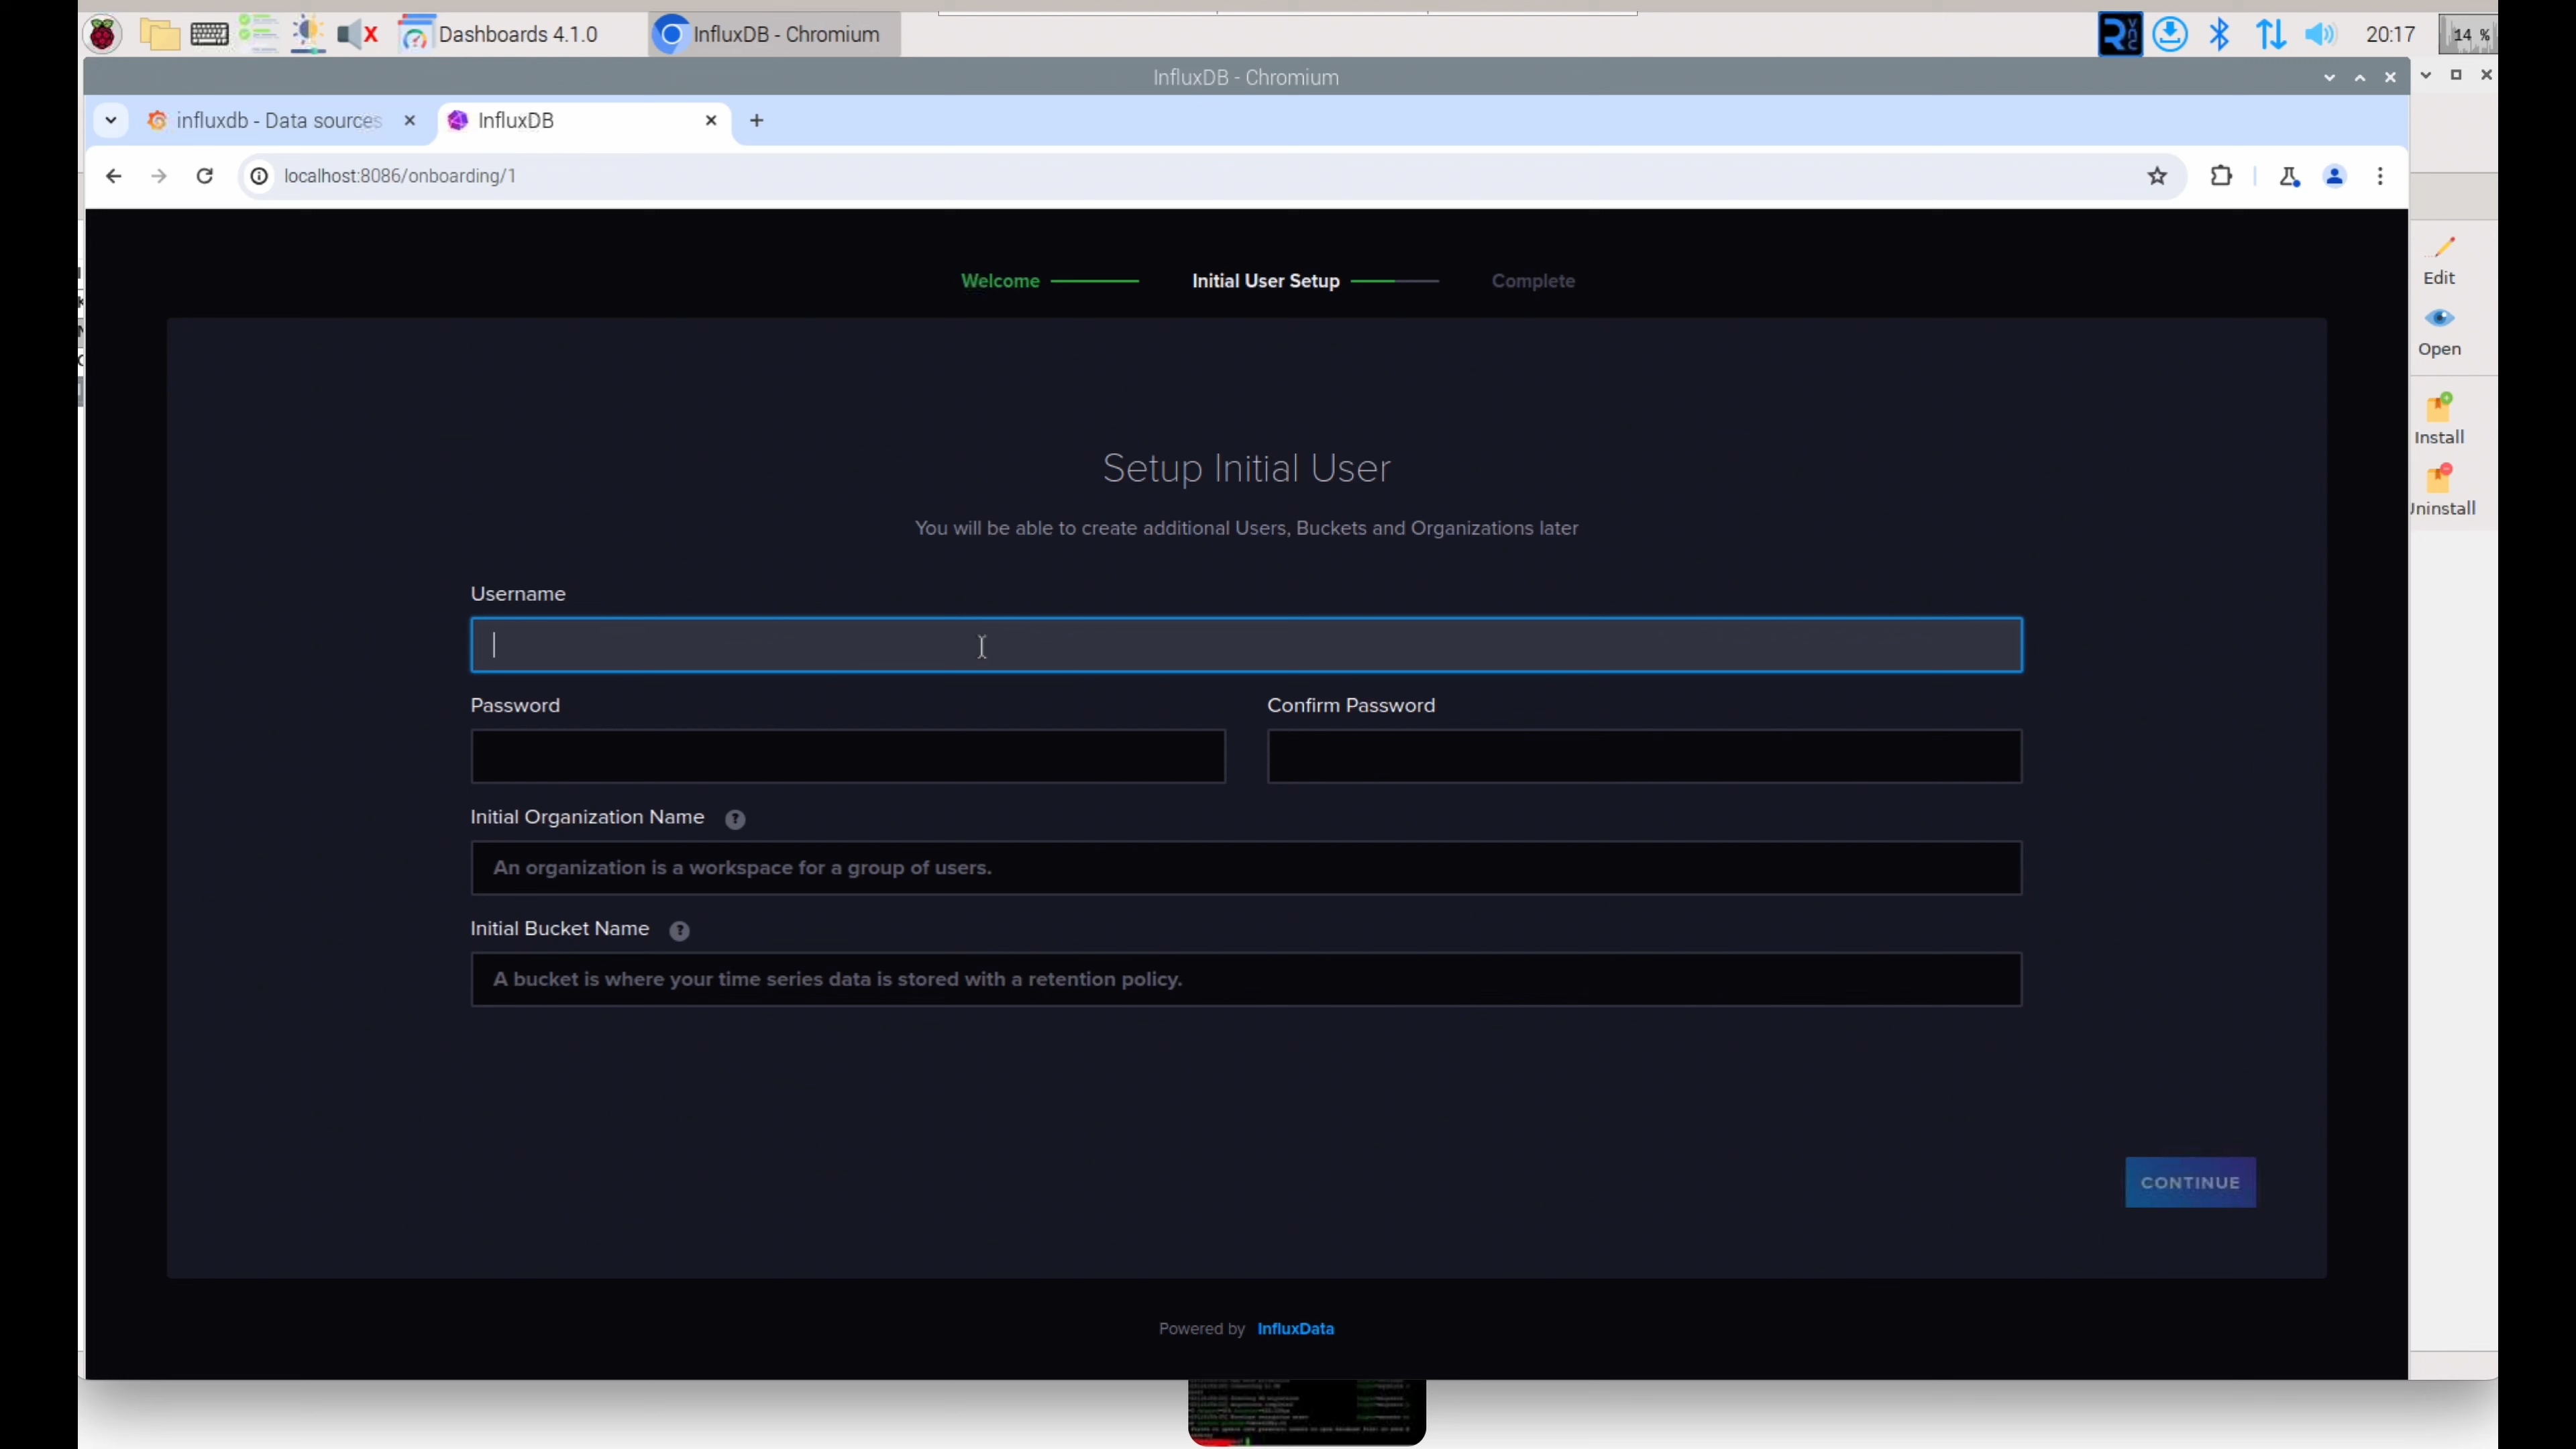 Dashboards 4.1.0
InfluxDB - Chromium
20:17
14 %
InfluxDB - Chromium
influxdb - Data sources
InfluxDB
localhost:8086/onboarding/1
Welcome
Initial User Setup
Complete
Edit
Open
Install
Uninstall
Setup Initial User
You will be able to create additional Users, Buckets and Organizations later
Username
Password
Confirm Password
Initial Organization Name ?
An organization is a workspace for a group of users.
Initial Bucket Name ?
A bucket is where your time series data is stored with a retention policy.
CONTINUE
Powered by InfluxData